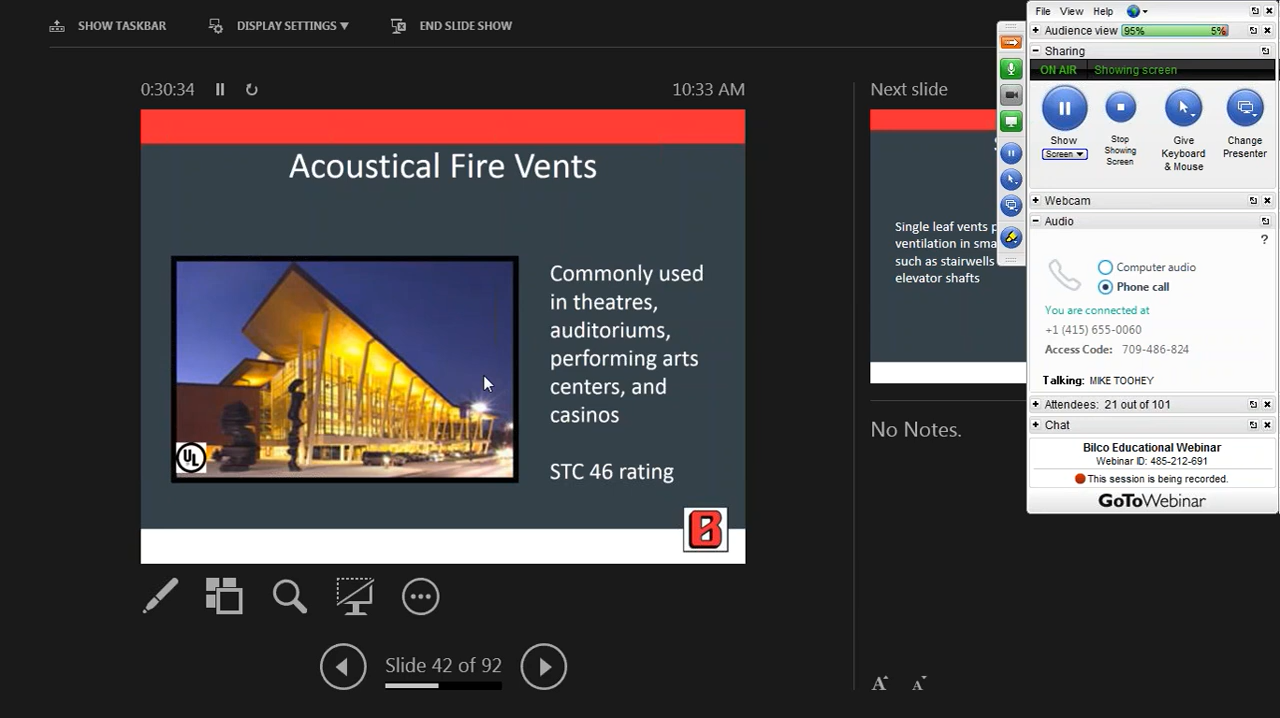 SHOW TASKBAR
DISPLAY SETTINGS
END SLIDE SHOW
0:30:34
10:33 AM
Acoustical Fire Vents
Commonly used
in theatres,
auditoriums,
performing arts
centers, and
casinos
STC 46 rating
UL
B
Slide 42 of 92
Next slide
Single leaf vents
ventilation in
such as stairwells
elevator shafts
No Notes.
A
A
File View Help
Audience view 95% 5%
Sharing
ON AIR Showing screen
Show
Screen
Stop
Showing
Screen
Give
Keyboard
& Mouse
Change
Presenter
Webcam
Audio
?
Computer audio
Phone call
You are connected at
+1 (415) 655-0060
Access Code: 709-486-824
Talking: MIKE TOOHEY
Attendees: 21 out of 101
Chat
Bilco Educational Webinar
Webinar ID: 485-212-691
This session is being recorded.
GoToWebinar